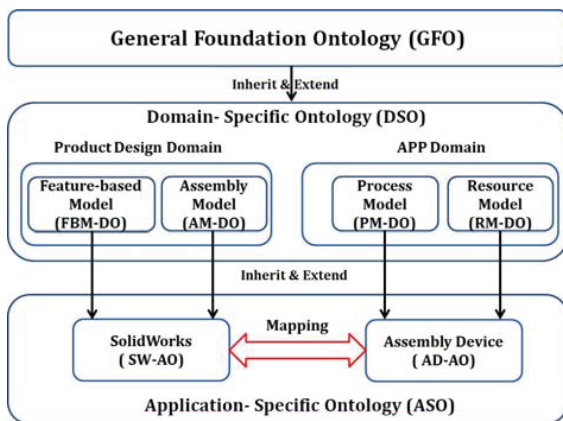 General Foundation Ontology (GFO)
Inherit & Extend
Domain- Specific Ontology (DSO)
Product Design Domain
APP Domain
Feature-based
Model
(FBM-DO)
Assembly
Model
(AM-DO)
Process
Model
(PM-DO)
Resource
Model
(RM-DO)
Inherit & Extend
SolidWorks
( SW-AO)
Mapping
Assembly Device
( AD-AO)
Application- Specific Ontology (ASO)